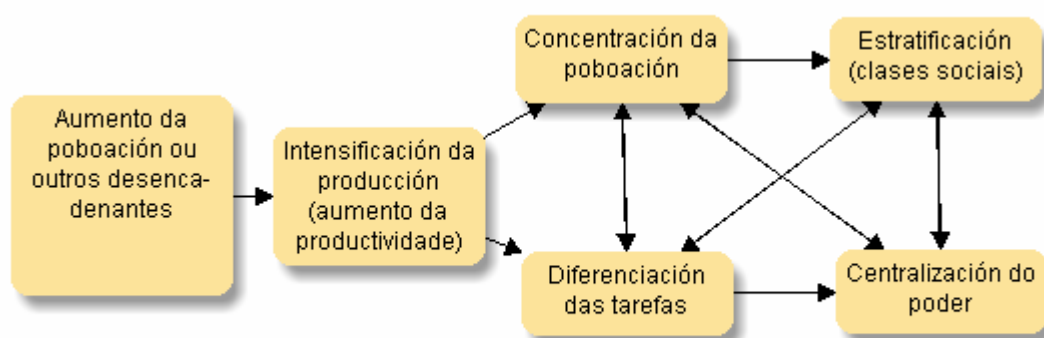 Aumento da
poboación ou
outros desenca-
denantes
Intensificación da
producción
(aumento da
productividade)
Concentración da
poboación
Diferenciación
das tarefas
Estratificación
(clases sociais)
Centralización do
poder